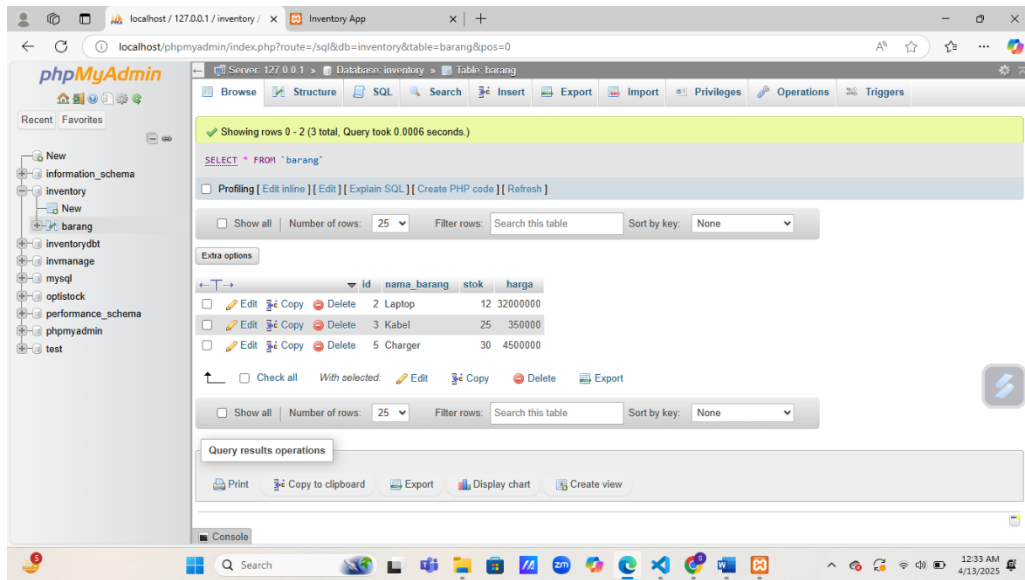 localhost / 127.0.0.1 / inventory /
Inventory App
localhost/phpmyadmin/index.php?route=/sql&db=inventory&table=barang&pos=0
phpMyAdmin
Recent Favorites
New
information_schema
inventory
New
barang
inventorydbt
invmanage
mysql
optistock
performance_schema
phpmyadmin
test
Server: 127.0.0.1 » Database: inventory » Table: barang
Browse Structure SQL Search Insert Export Import Privileges Operations Triggers
Showing rows 0 - 2 (3 total, Query took 0.0006 seconds.)
SELECT * FROM `barang`
Profiling [ Edit inline ] [ Edit ] [ Explain SQL ] [ Create PHP code ] [ Refresh ]
Show all | Number of rows: 25 Filter rows: Search this table Sort by key: None
Extra options
←T→ id nama_barang stok harga
Edit Copy Delete 2 Laptop 12 32000000
Edit Copy Delete 3 Kabel 25 350000
Edit Copy Delete 5 Charger 30 4500000
Check all With selected: Edit Copy Delete Export
Show all | Number of rows: 25 Filter rows: Search this table Sort by key: None
Query results operations
Print Copy to clipboard Export Display chart Create view
Console
5
Search
zm
12:33 AM
4/13/2025